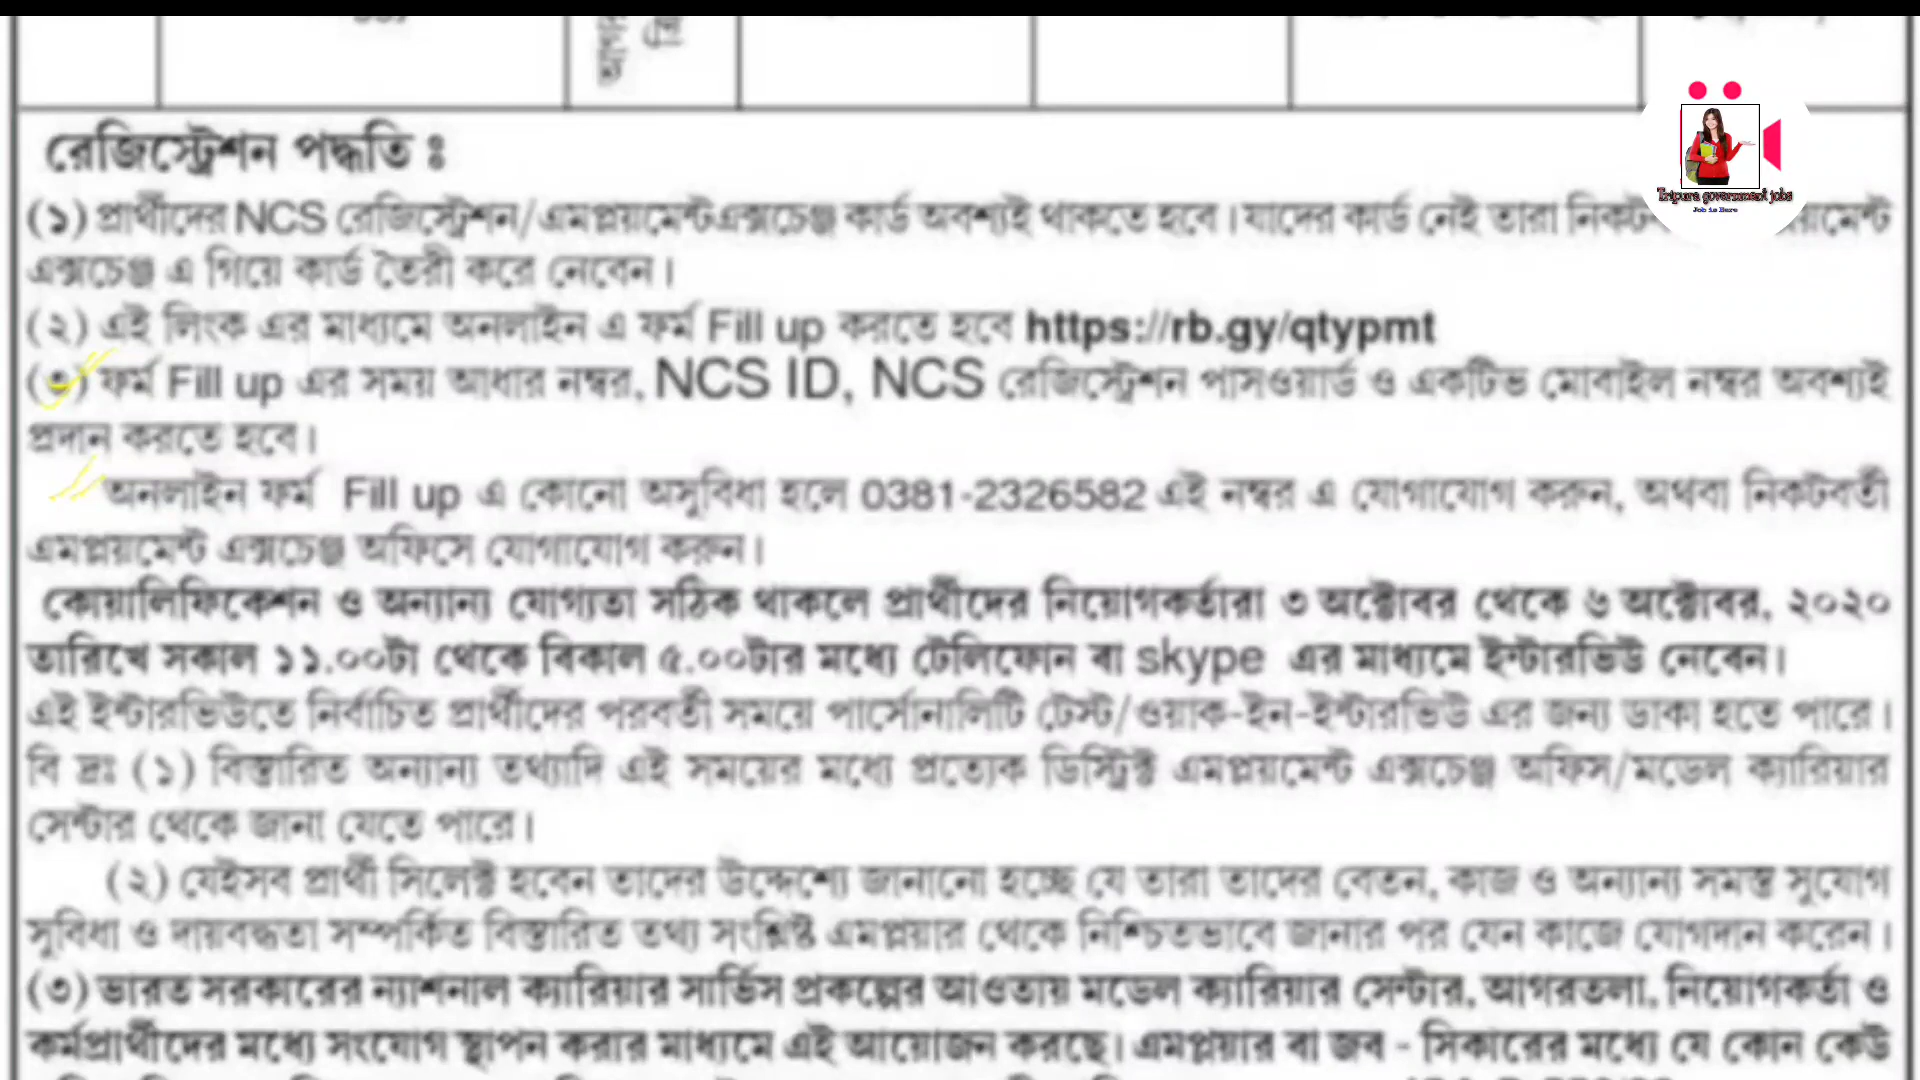 রেজিস্ট্রেশন পদ্ধতি ঃ
(১) প্রার্থীদের NCS রেজিস্ট্রেশন/এমপ্লয়মেন্টএক্সচেঞ্জ কার্ড অবশ্যই থাকতে হবে। যাদের কার্ড নেই তারা
এক্সচেঞ্জ এ গিয়ে কার্ড তৈরী করে নেবেন।
(২) এই লিংক এর মাধ্যমে অনলাইন এ ফর্ম Fill up করতে হবে https://rb.gy/qtypmt
(৩) ফর্ম Fill up এর সময় আধার নম্বর, NCS ID, NCS রেজিস্ট্রেশন পাসওয়ার্ড ও একটিভ মোবাইল নম্বর অবশ্যই
প্রদান করতে হবে।
অনলাইন ফর্ম Fill up এ কোনো অসুবিধা হলে 0381-2326582 এই নম্বর এ যোগাযোগ করুন, অথবা নিকটবর্তী
এমপ্লয়মেন্ট এক্সচেঞ্জ অফিসে যোগাযোগ করুন।
কোয়ালিফিকেশন ও অন্যান্য যোগ্যতা সঠিক থাকলে প্রার্থীদের নিয়োগকর্তারা ৩ অক্টোবর থেকে ৬ অক্টোবর, ২০২০
তারিখে সকাল ১১.০০টা থেকে বিকাল ৫.০০টার মধ্যে টেলিফোন বা skype এর মাধ্যমে ইন্টারভিউ নেবেন।
এই ইন্টারভিউতে নির্বাচিত প্রার্থীদের পরবর্তী সময়ে পার্সোনালিটি টেস্ট/ওয়াক-ইন-ইন্টারভিউ এর জন্য ডাকা হতে পারে।
বি দ্রঃ (১) বিস্তারিত অন্যান্য তথ্যাদি এই সময়ের মধ্যে প্রত্যেক ডিস্ট্রিক্ট এমপ্লয়মেন্ট এক্সচেঞ্জ অফিস/মডেল ক্যারিয়ার
সেন্টার থেকে জানা যেতে পারে।
(২) যেইসব প্রার্থী সিলেক্ট হবেন তাদের উদ্দেশ্যে জানানো হচ্ছে যে তারা তাদের বেতন, কাজ ও অন্যান্য সমস্ত সুযোগ
সুবিধা ও দায়বদ্ধতা সম্পর্কিত বিস্তারিত তথ্য সংশ্লিষ্ট এমপ্লয়ার থেকে নিশ্চিতভাবে জানার পর যেন কাজে যোগদান করেন।
(৩) ভারত সরকারের ন্যাশনাল ক্যারিয়ার সার্ভিস প্রকল্পের আওতায় মডেল ক্যারিয়ার সেন্টার, আগরতলা, নিয়োগকর্তা ও
কর্মপ্রার্থীদের মধ্যে সংযোগ স্থাপন করার মাধ্যমে এই আয়োজন করছে। এমপ্লয়ার বা জব - সিকারের মধ্যে যে কোন কেউ
Tripura government jobs
Job is Here